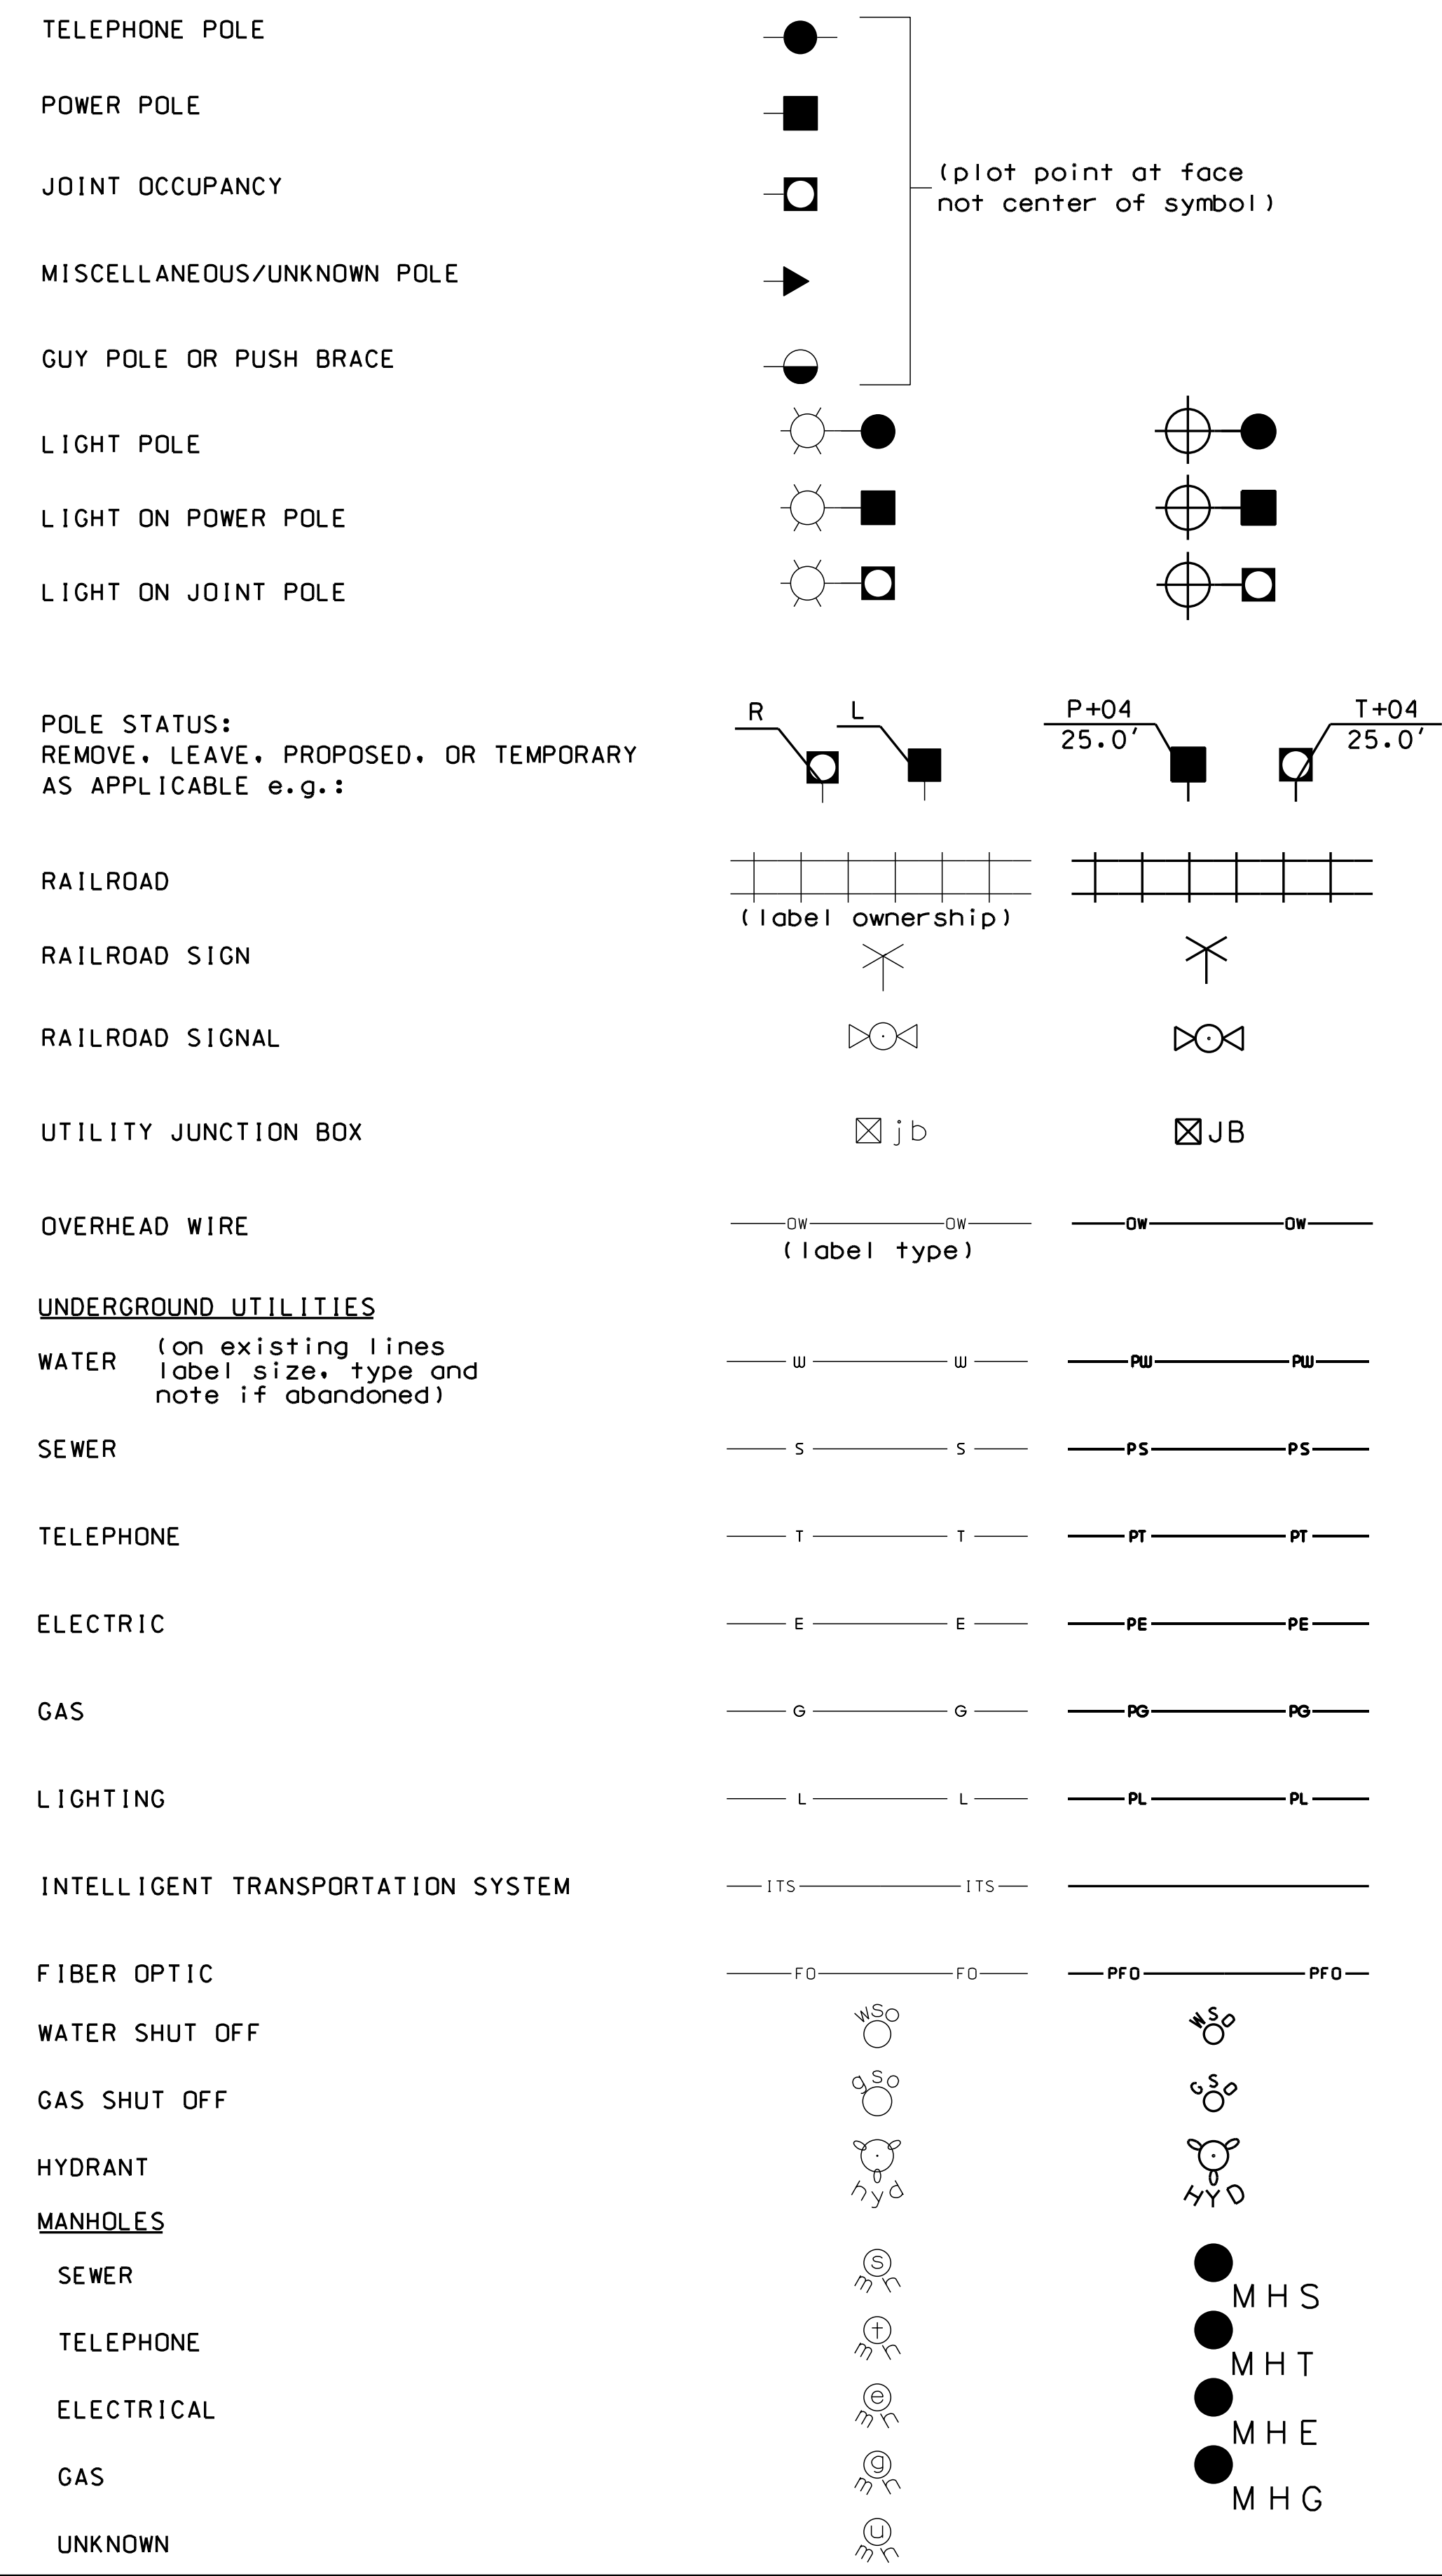 TELEPHONE POLE
POWER POLE
JOINT OCCUPANCY
(plot point at face
not center of symbol)
MISCELLANEOUS/UNKNOWN POLE
GUY POLE OR PUSH BRACE
LIGHT POLE
LIGHT ON POWER POLE
LIGHT ON JOINT POLE
POLE STATUS:
REMOVE, LEAVE, PROPOSED, OR TEMPORARY
AS APPLICABLE e.g.:
R L P+04 T+04
25.0' 25.0'
RAILROAD
(label ownership)
RAILROAD SIGN
RAILROAD SIGNAL
UTILITY JUNCTION BOX jb JB
OVERHEAD WIRE OW OW OW OW
(label type)
UNDERGROUND UTILITIES
WATER (on existing lines
label size, type and
note if abandoned)
W W PW PW
SEWER S S PS PS
TELEPHONE T T PT PT
ELECTRIC E E PE PE
GAS G G PG PG
LIGHTING L L PL PL
INTELLIGENT TRANSPORTATION SYSTEM ITS ITS
FIBER OPTIC FO FO PFO PFO
WATER SHUT OFF wso WSO
GAS SHUT OFF gso GSO
HYDRANT hyd HYD
MANHOLES
SEWER s mh MHS
TELEPHONE t mh MHT
ELECTRICAL e mh MHE
GAS g mh MHG
UNKNOWN u mh